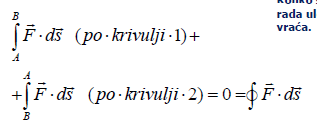 rada ul
vraća.
∫_A^B F⃗·ds⃗ (po·krivulji·1)+
+∫_B^A F⃗·ds⃗ (po·krivulji·2)=0=∮F⃗·ds⃗